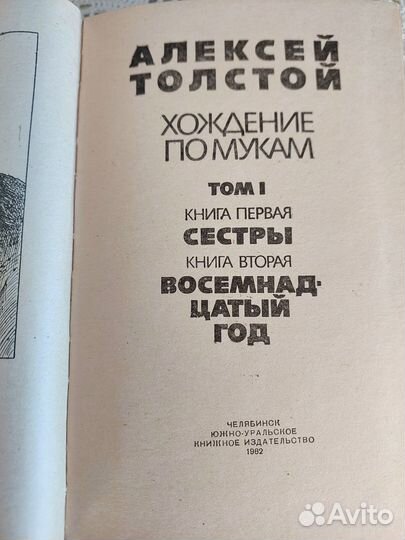 АЛЕКСЕЙ
ТОЛСТОЙ
ХОЖДЕНИЕ
ПО МУКАМ
ТОМ I
КНИГА ПЕРВАЯ
СЕСТРЫ
КНИГА ВТОРАЯ
ВОСЕМНАД-
ЦАТЫЙ
ГОД
ЧЕЛЯБИНСК
ЮЖНО-УРАЛЬСКОЕ
КНИЖНОЕ ИЗДАТЕЛЬСТВО
1982
Avito